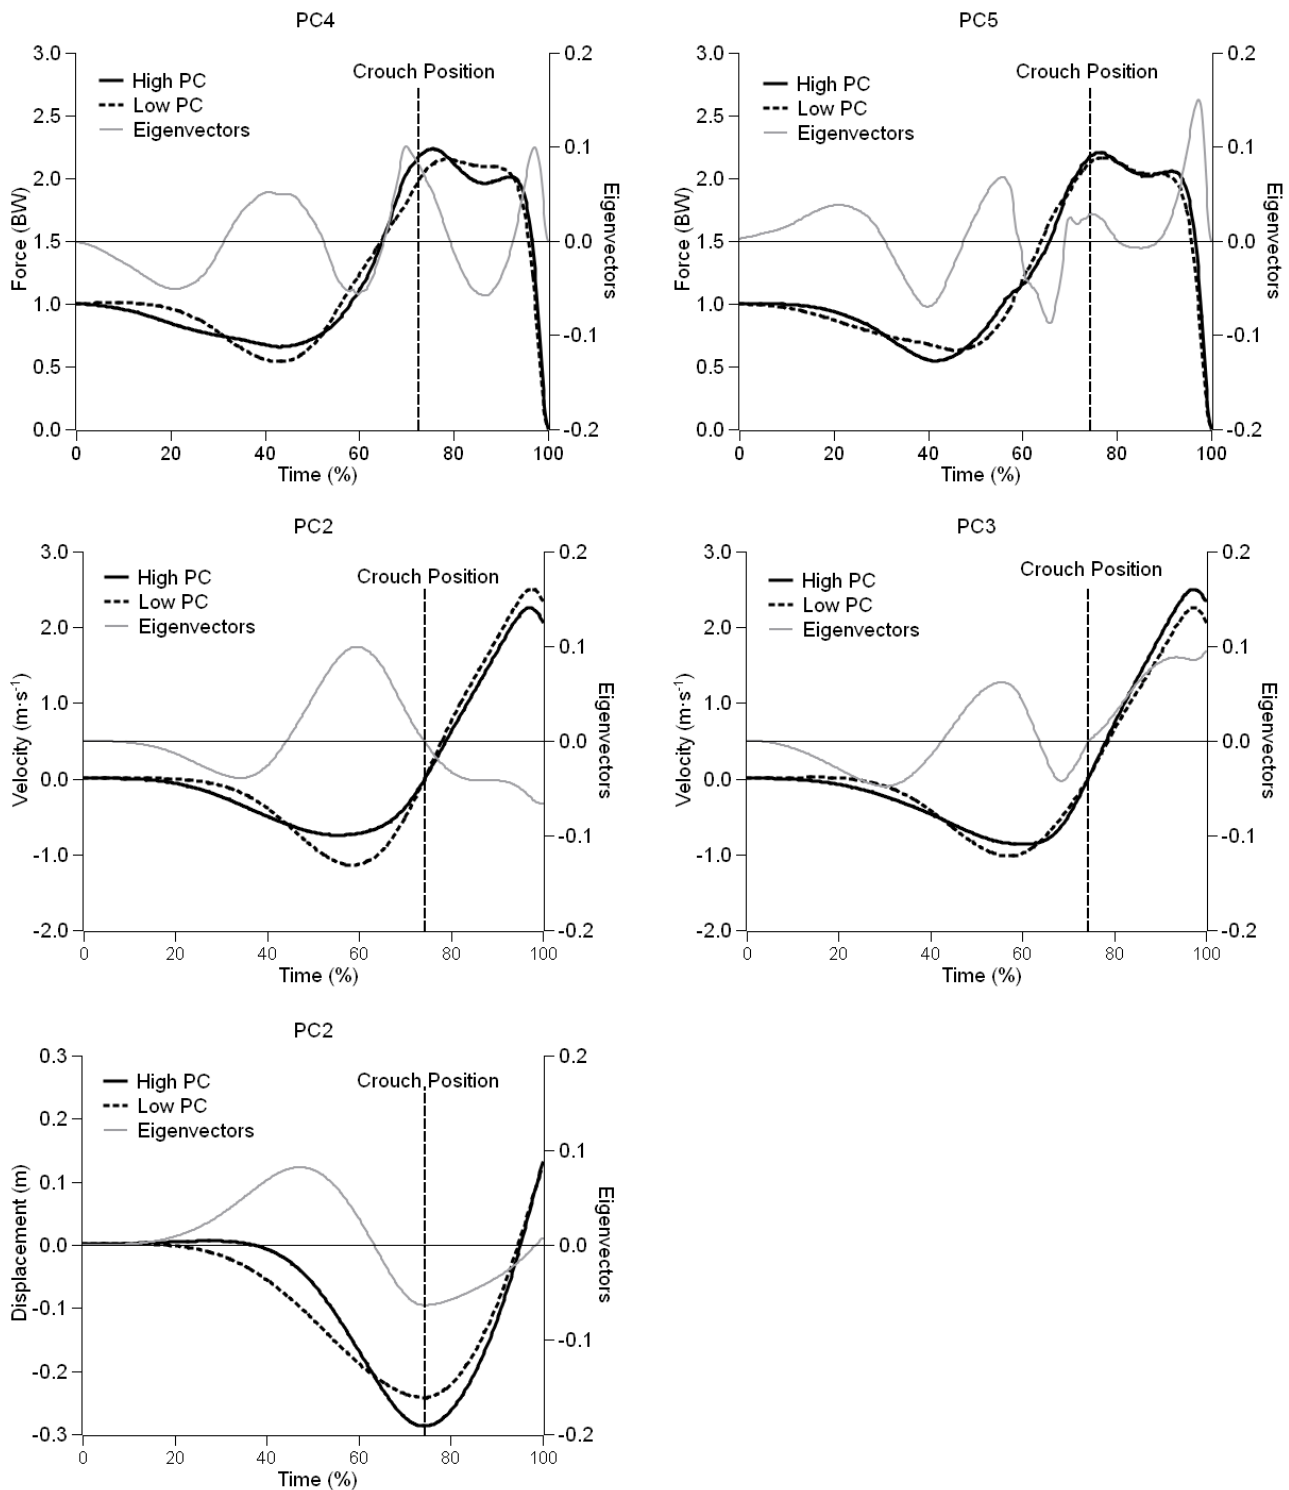 PC4
3.0
2.5
2.0
1.5
1.0
0.5
0.0
Force (BW)
High PC
Low PC
Eigenvectors
Crouch Position
0.2
0.1
0.0
-0.1
-0.2
Eigenvectors
0 20 40 60 80 100
Time (%)
PC5
3.0
2.5
2.0
1.5
1.0
0.5
0.0
Force (BW)
High PC
Low PC
Eigenvectors
Crouch Position
0.2
0.1
0.0
-0.1
-0.2
Eigenvectors
0 20 40 60 80 100
Time (%)
PC2
3.0
2.0
1.0
0.0
-1.0
-2.0
Velocity (m·s⁻¹)
High PC
Low PC
Eigenvectors
Crouch Position
0.2
0.1
0.0
-0.1
-0.2
Eigenvectors
0 20 40 60 80 100
Time (%)
PC3
3.0
2.0
1.0
0.0
-1.0
-2.0
Velocity (m·s⁻¹)
High PC
Low PC
Eigenvectors
Crouch Position
0.2
0.1
0.0
-0.1
-0.2
Eigenvectors
0 20 40 60 80 100
Time (%)
PC2
0.3
0.2
0.1
0.0
-0.1
-0.2
-0.3
Displacement (m)
High PC
Low PC
Eigenvectors
Crouch Position
0.2
0.1
0.0
-0.1
-0.2
Eigenvectors
0 20 40 60 80 100
Time (%)